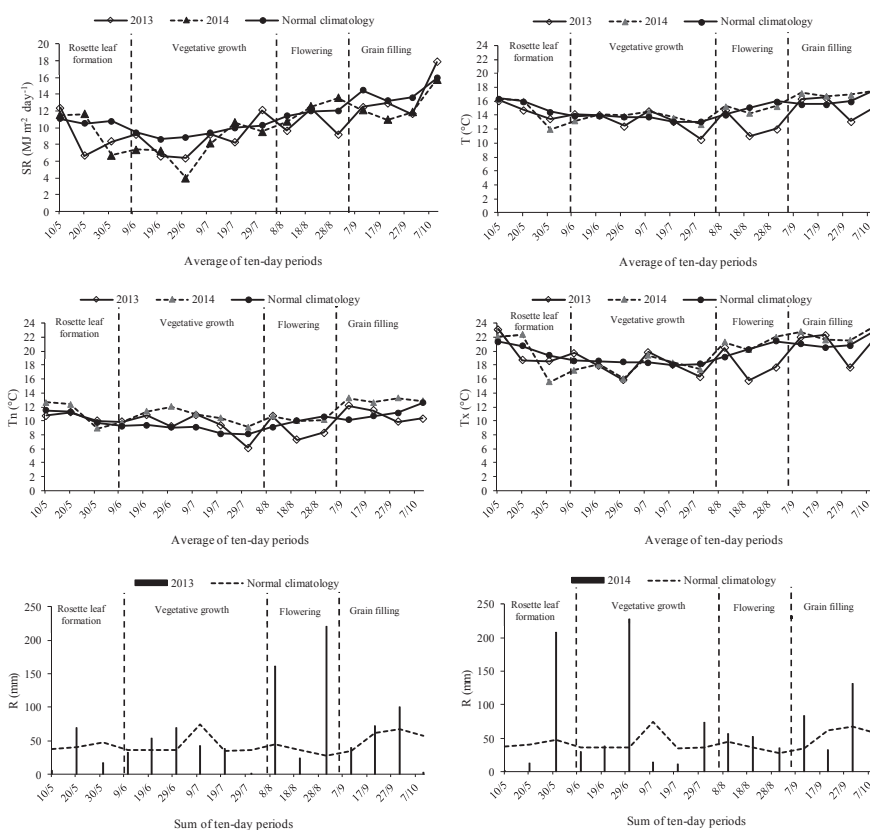 2013 2014 Normal climatology
Rosette leaf formation
Vegetative growth
Flowering
Grain filling
SR (MJ m⁻² day⁻¹)
20
18
16
14
12
10
8
6
4
2
0
10/5 20/5 30/5 9/6 19/6 29/6 9/7 19/7 29/7 8/8 18/8 28/8 7/9 17/9 27/9 7/10
Average of ten-day periods
2013 2014 Normal climatology
Rosette leaf formation
Vegetative growth
Flowering
Grain filling
T (°C)
24
22
20
18
16
14
12
10
8
6
4
2
0
10/5 20/5 30/5 9/6 19/6 29/6 9/7 19/7 29/7 8/8 18/8 28/8 7/9 17/9 27/9 7/10
Average of ten-day periods
2013 2014 Normal climatology
Rosette leaf formation
Vegetative growth
Flowering
Grain filling
Tn (°C)
24
22
20
18
16
14
12
10
8
6
4
2
0
10/5 20/5 30/5 9/6 19/6 29/6 9/7 19/7 29/7 8/8 18/8 28/8 7/9 17/9 27/9 7/10
Average of ten-day periods
2013 2014 Normal climatology
Rosette leaf formation
Vegetative growth
Flowering
Grain filling
Tx (°C)
24
22
20
18
16
14
12
10
8
6
4
2
0
10/5 20/5 30/5 9/6 19/6 29/6 9/7 19/7 29/7 8/8 18/8 28/8 7/9 17/9 27/9 7/10
Average of ten-day periods
2013 Normal climatology
Rosette leaf formation
Vegetative growth
Flowering
Grain filling
R (mm)
250
200
150
100
50
0
10/5 20/5 30/5 9/6 19/6 29/6 9/7 19/7 29/7 8/8 18/8 28/8 7/9 17/9 27/9 7/10
Sum of ten-day periods
2014 Normal climatology
Rosette leaf formation
Vegetative growth
Flowering
Grain filling
R (mm)
250
200
150
100
50
0
10/5 20/5 30/5 9/6 19/6 29/6 9/7 19/7 29/7 8/8 18/8 28/8 7/9 17/9 27/9 7/10
Sum of ten-day periods